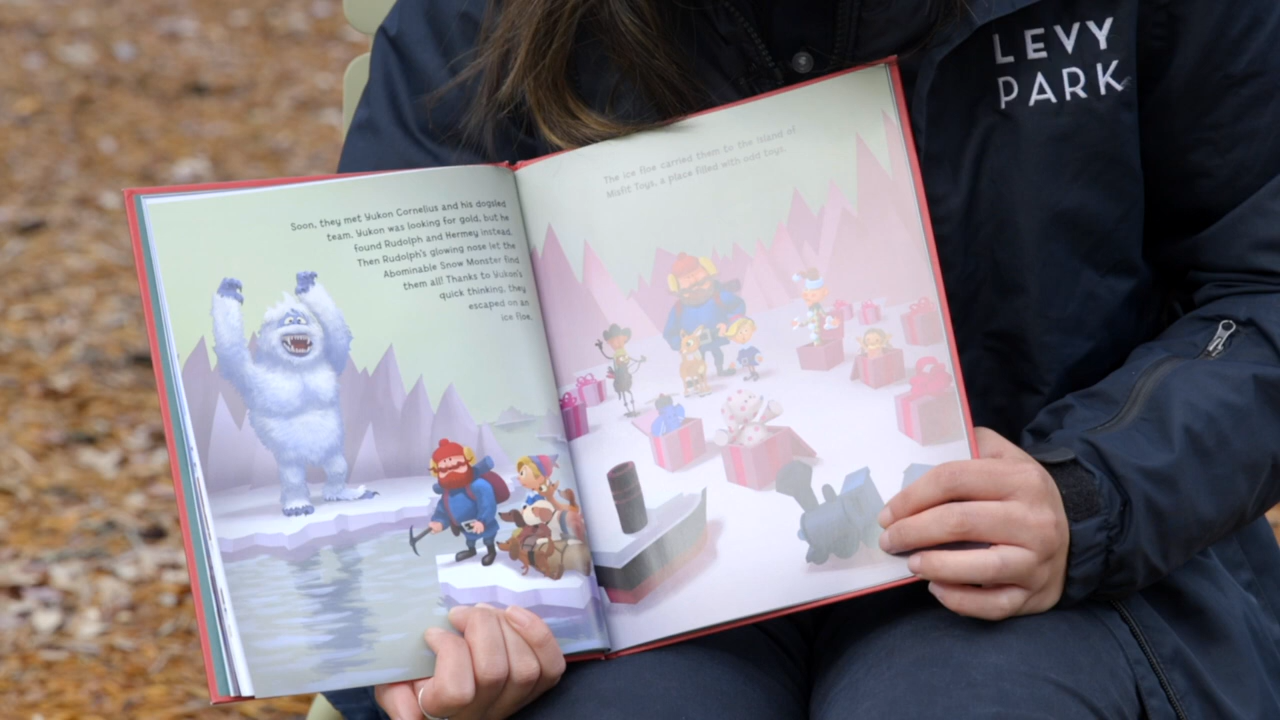 LEVY
PARK
Soon, they met Yukon Cornelius and his dogsled
team. Yukon was looking for gold, but he
found Rudolph and Hermey instead.
Then Rudolph's glowing nose let the
Abominable Snow Monster find
them all! Thanks to Yukon's
quick thinking, they
escaped on an
ice floe.
The ice floe carried them to the Island of
Misfit Toys, a place filled with odd toys.